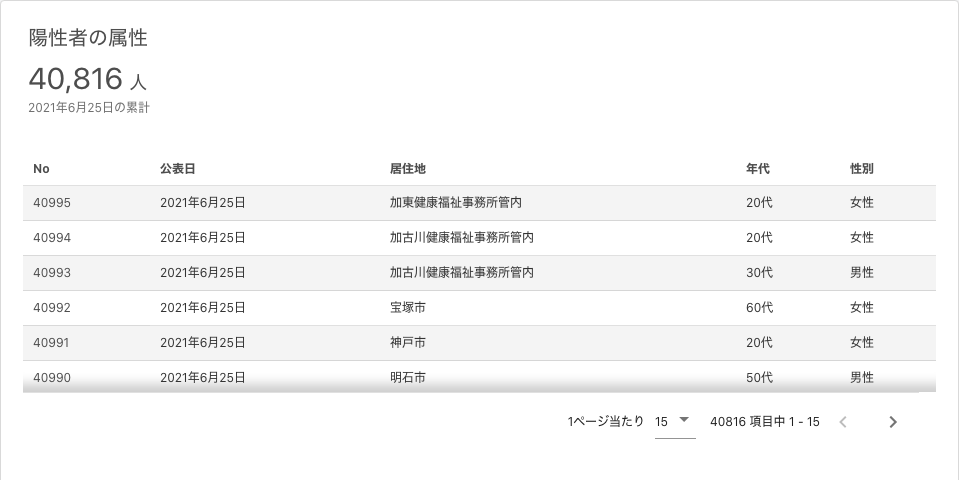 陽性者の属性
40,816 人
2021年6月25日の累計
No 公表日 居住地 年代 性別
40995 2021年6月25日 加東健康福祉事務所管内 20代 女性
40994 2021年6月25日 加古川健康福祉事務所管内 20代 女性
40993 2021年6月25日 加古川健康福祉事務所管内 30代 男性
40992 2021年6月25日 宝塚市 60代 女性
40991 2021年6月25日 神戸市 20代 女性
40990 2021年6月25日 明石市 50代 男性
1ページ当たり 15 40816 項目中 1 - 15